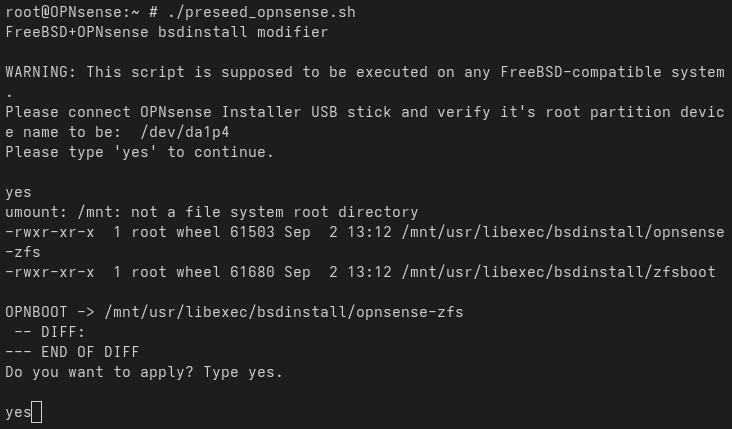 root@OPNsense:~ # ./preseed_opnsense.sh
FreeBSD+OPNsense bsdinstall modifier
WARNING: This script is supposed to be executed on any FreeBSD-compatible system
.
Please connect OPNsense Installer USB stick and verify it's root partition devic
e name to be:  /dev/da1p4
Please type 'yes' to continue.
yes
umount: /mnt: not a file system root directory
-rwxr-xr-x  1 root wheel 61503 Sep  2 13:12 /mnt/usr/libexec/bsdinstall/opnsense
-zfs
-rwxr-xr-x  1 root wheel 61680 Sep  2 13:12 /mnt/usr/libexec/bsdinstall/zfsboot
OPNBOOT -> /mnt/usr/libexec/bsdinstall/opnsense-zfs
 -- DIFF:
--- END OF DIFF
Do you want to apply? Type yes.
yes